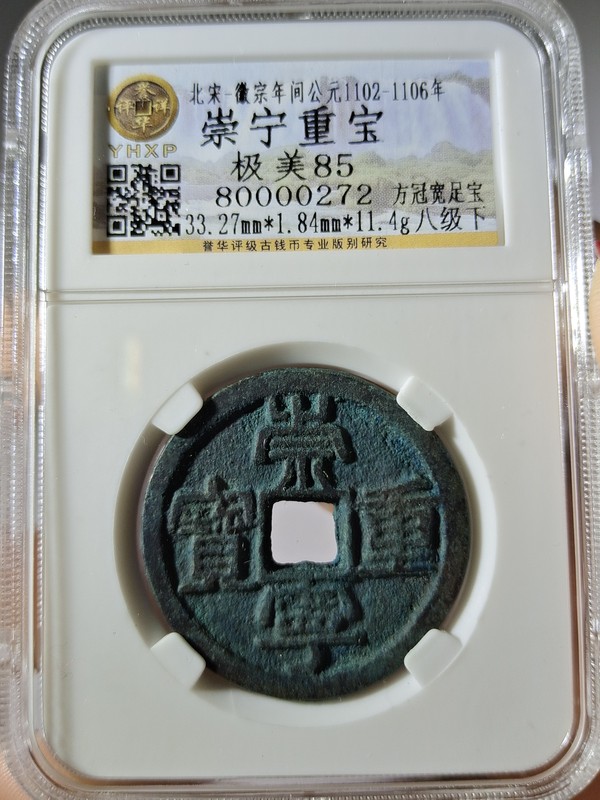 北宋-徽宗年间公元1102-1106年
崇宁重宝
YHXP
极美85
80000272 方冠宽足宝
33.27mm*1.84mm*11.4g 八级下
誉华评级古钱币专业版别研究
崇
寶 重
寧